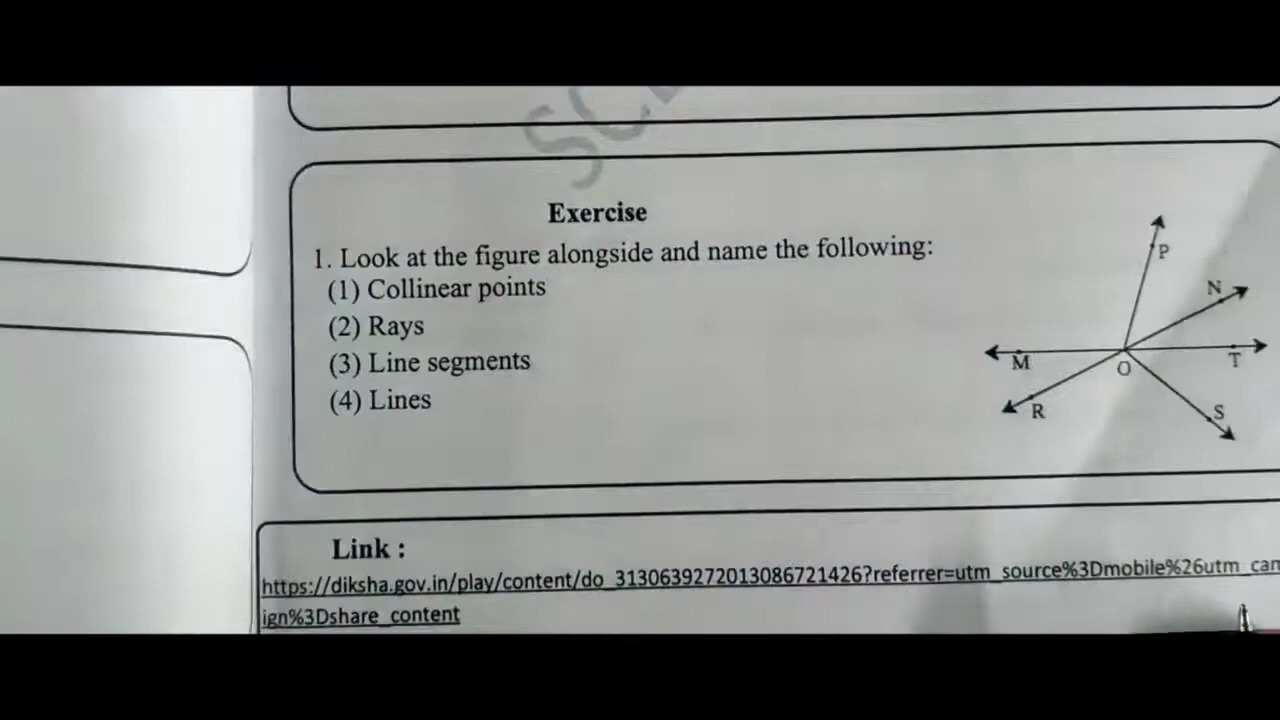 SCE
Exercise
1. Look at the figure alongside and name the following:
(1) Collinear points
(2) Rays
(3) Line segments
(4) Lines
P
N
M
O
T
R
S
Link :
https://diksha.gov.in/play/content/do_3130639272013086721426?referrer=utm_source%3Dmobile%26utm_cam
ign%3Dshare_content